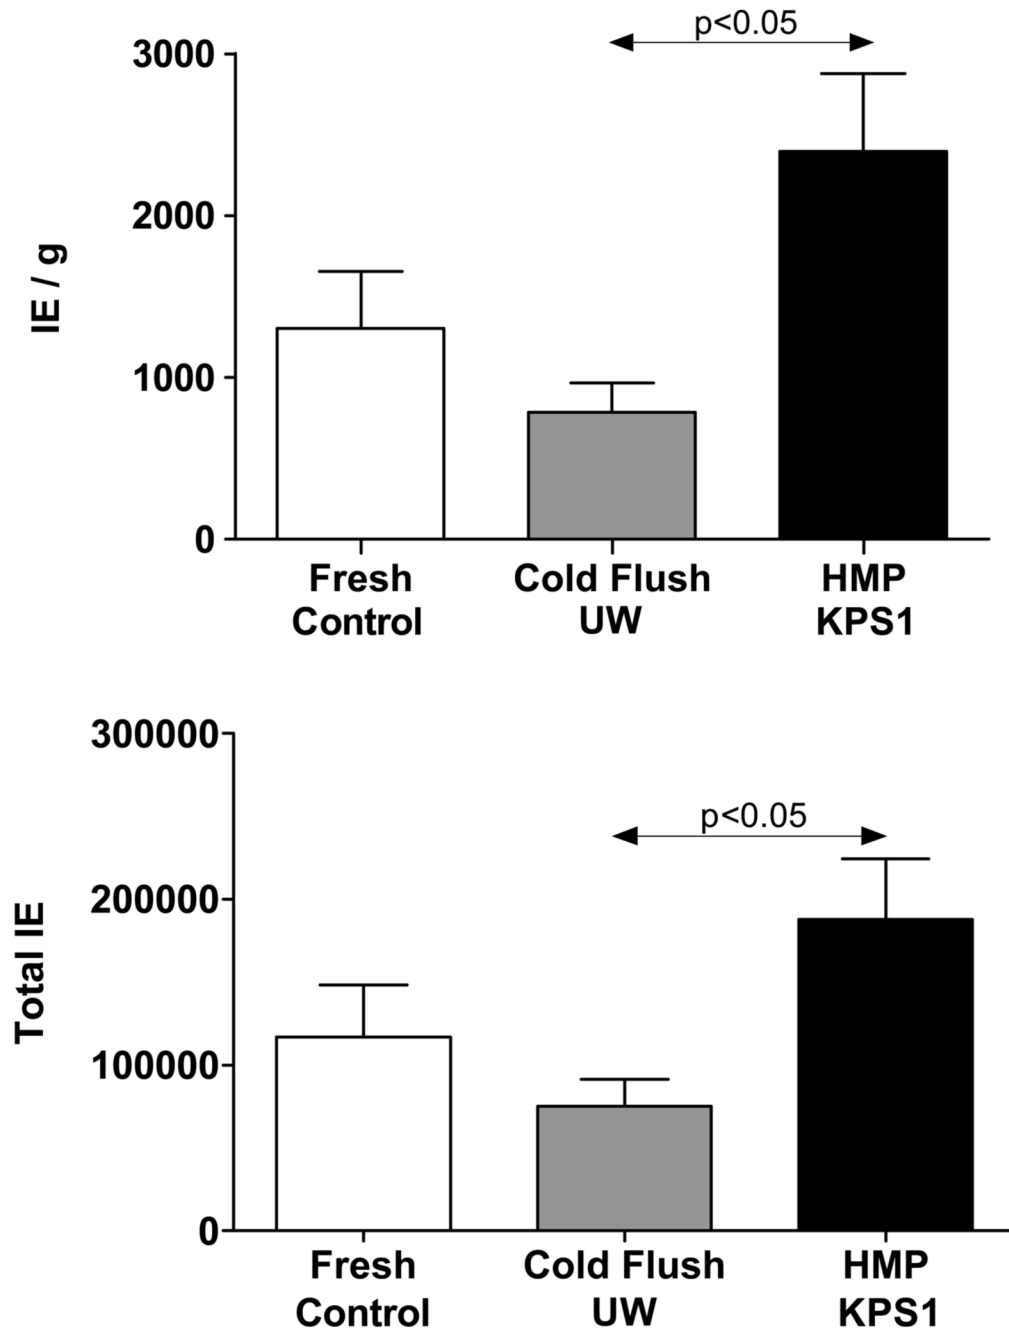 p<0.05
3000
2000
1000
0
IE / g
Fresh Control
Cold Flush UW
HMP KPS1
p<0.05
300000
200000
100000
0
Total IE
Fresh Control
Cold Flush UW
HMP KPS1